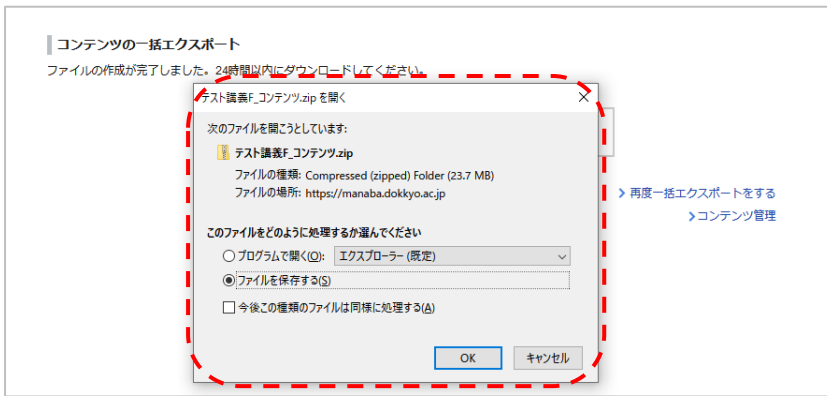 コンテンツの一括エクスポート
ファイルの作成が完了しました。24時間以内にダウンロードしてください。
テスト講義F_コンテンツ.zip を開く
次のファイルを開こうとしています:
テスト講義F_コンテンツ.zip
ファイルの種類: Compressed (zipped) Folder (23.7 MB)
ファイルの場所: https://manaba.dokkyo.ac.jp
再度一括エクスポートをする
コンテンツ管理
このファイルをどのように処理するか選んでください
プログラムで開く(O): エクスプローラー (既定)
ファイルを保存する(S)
今後この種類のファイルは同様に処理する(A)
OK キャンセル